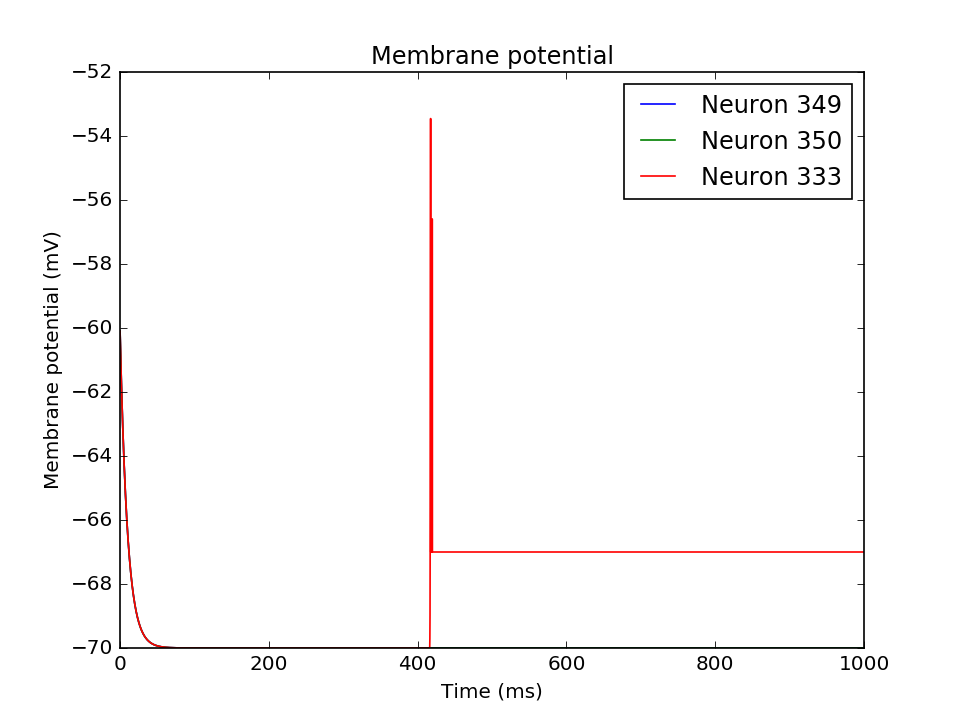 Membrane potential
−52
−54
−56
−58
−60
−62
−64
−66
−68
−70
Membrane potential (mV)
Neuron 349
Neuron 350
Neuron 333
0 200 400 600 800 1000
Time (ms)